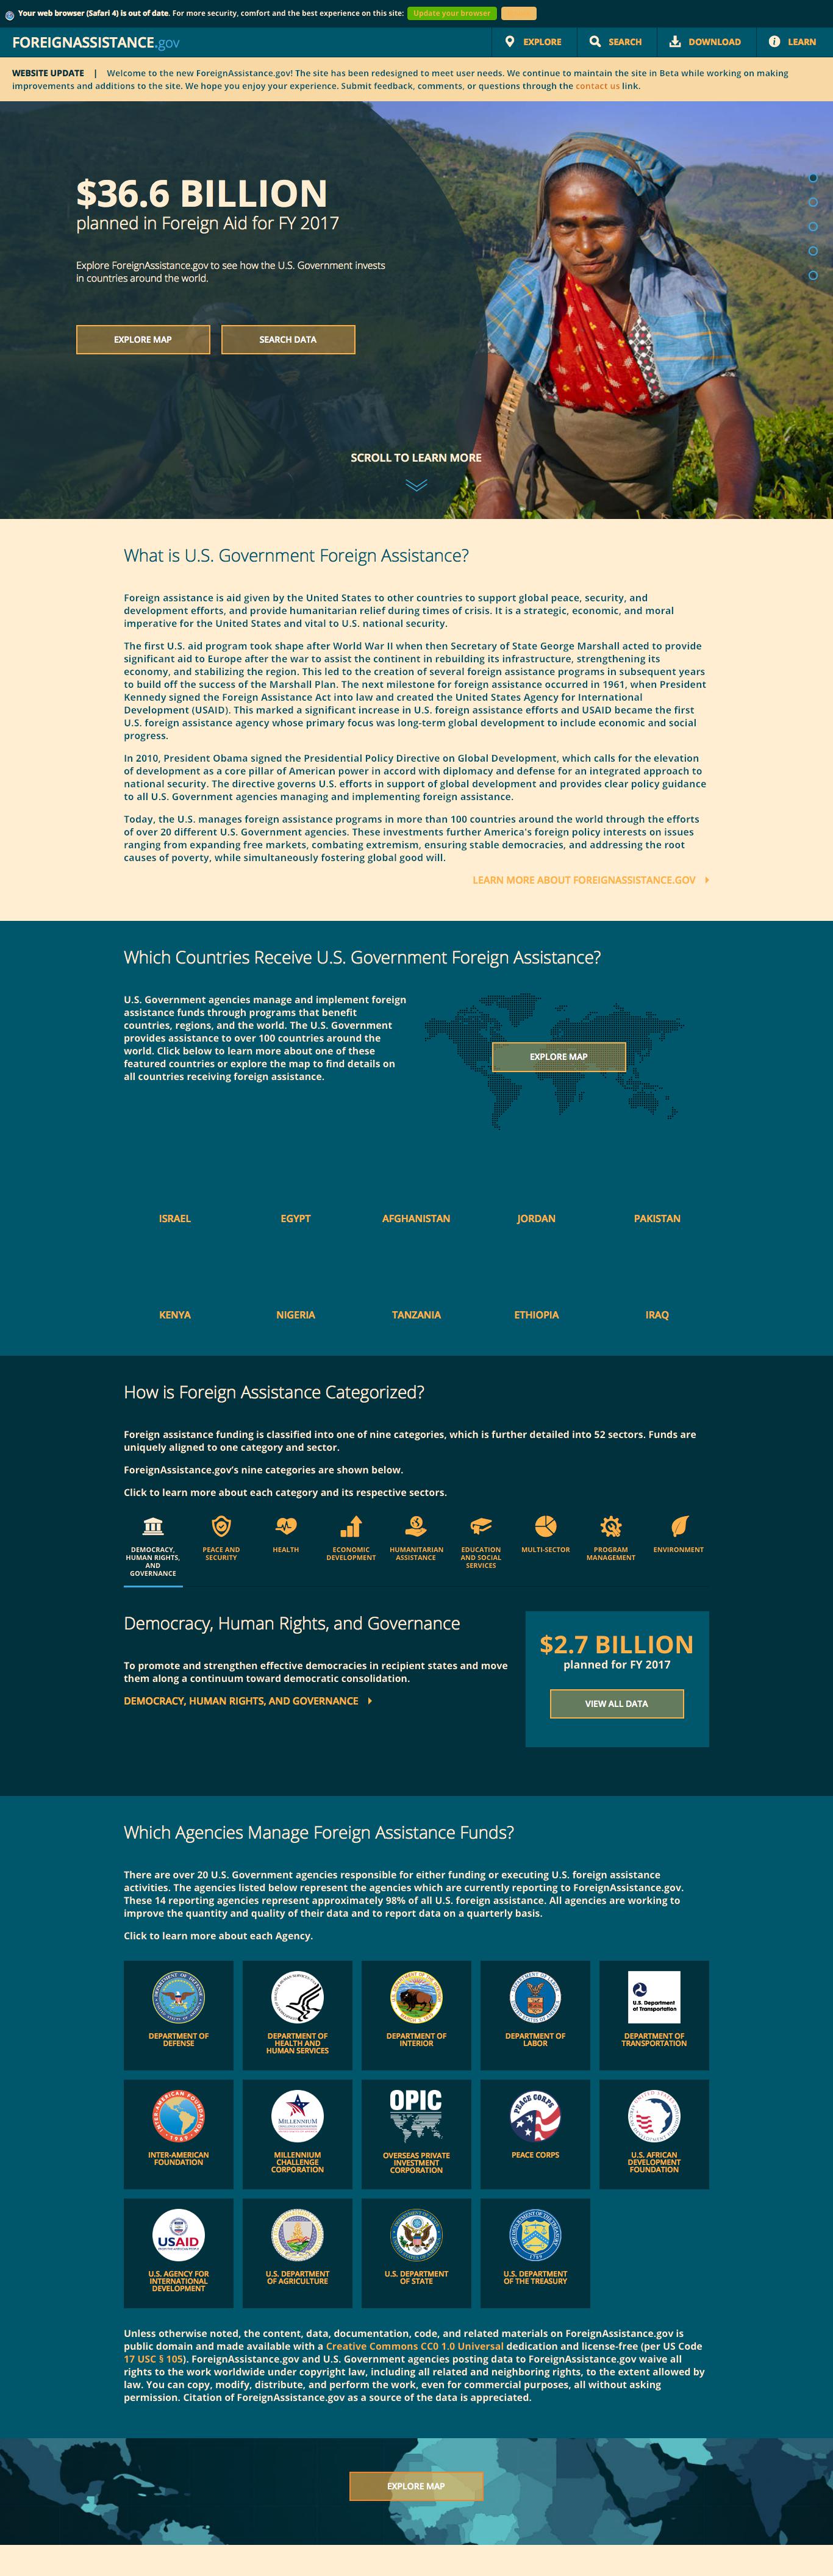 Your web browser (Safari 4) is out of date. For more security, comfort and the best experience on this site: Update your browser
FOREIGNASSISTANCE.gov
EXPLORE
SEARCH
DOWNLOAD
LEARN
WEBSITE UPDATE | Welcome to the new ForeignAssistance.gov! The site has been redesigned to meet user needs. We continue to maintain the site in Beta while working on making
improvements and additions to the site. We hope you enjoy your experience. Submit feedback, comments, or questions through the contact us link.
$36.6 BILLION
planned in Foreign Aid for FY 2017
Explore ForeignAssistance.gov to see how the U.S. Government invests
in countries around the world.
EXPLORE MAP
SEARCH DATA
SCROLL TO LEARN MORE
What is U.S. Government Foreign Assistance?
Foreign assistance is aid given by the United States to other countries to support global peace, security, and
development efforts, and provide humanitarian relief during times of crisis. It is a strategic, economic, and moral
imperative for the United States and vital to U.S. national security.
The first U.S. aid program took shape after World War II when then Secretary of State George Marshall acted to provide
significant aid to Europe after the war to assist the continent in rebuilding its infrastructure, strengthening its
economy, and stabilizing the region. This led to the creation of several foreign assistance programs in subsequent years
to build off the success of the Marshall Plan. The next milestone for foreign assistance occurred in 1961, when President
Kennedy signed the Foreign Assistance Act into law and created the United States Agency for International
Development (USAID). This marked a significant increase in U.S. foreign assistance efforts and USAID became the first
U.S. foreign assistance agency whose primary focus was long-term global development to include economic and social
progress.
In 2010, President Obama signed the Presidential Policy Directive on Global Development, which calls for the elevation
of development as a core pillar of American power in accord with diplomacy and defense for an integrated approach to
national security. The directive governs U.S. efforts in support of global development and provides clear policy guidance
to all U.S. Government agencies managing and implementing foreign assistance.
Today, the U.S. manages foreign assistance programs in more than 100 countries around the world through the efforts
of over 20 different U.S. Government agencies. These investments further America's foreign policy interests on issues
ranging from expanding free markets, combating extremism, ensuring stable democracies, and addressing the root
causes of poverty, while simultaneously fostering global good will.
LEARN MORE ABOUT FOREIGNASSISTANCE.GOV
Which Countries Receive U.S. Government Foreign Assistance?
U.S. Government agencies manage and implement foreign
assistance funds through programs that benefit
countries, regions, and the world. The U.S. Government
provides assistance to over 100 countries around the
world. Click below to learn more about one of these
featured countries or explore the map to find details on
all countries receiving foreign assistance.
EXPLORE MAP
ISRAEL
EGYPT
AFGHANISTAN
JORDAN
PAKISTAN
KENYA
NIGERIA
TANZANIA
ETHIOPIA
IRAQ
How is Foreign Assistance Categorized?
Foreign assistance funding is classified into one of nine categories, which is further detailed into 52 sectors. Funds are
uniquely aligned to one category and sector.
ForeignAssistance.gov's nine categories are shown below.
Click to learn more about each category and its respective sectors.
DEMOCRACY,
HUMAN RIGHTS,
AND
GOVERNANCE
PEACE AND
SECURITY
HEALTH
ECONOMIC
DEVELOPMENT
HUMANITARIAN
ASSISTANCE
EDUCATION
AND SOCIAL
SERVICES
MULTI-SECTOR
PROGRAM
MANAGEMENT
ENVIRONMENT
Democracy, Human Rights, and Governance
To promote and strengthen effective democracies in recipient states and move
them along a continuum toward democratic consolidation.
DEMOCRACY, HUMAN RIGHTS, AND GOVERNANCE
$2.7 BILLION
planned for FY 2017
VIEW ALL DATA
Which Agencies Manage Foreign Assistance Funds?
There are over 20 U.S. Government agencies responsible for either funding or executing U.S. foreign assistance
activities. The agencies listed below represent the agencies which are currently reporting to ForeignAssistance.gov.
These 14 reporting agencies represent approximately 98% of all U.S. foreign assistance. All agencies are working to
improve the quantity and quality of their data and to report data on a quarterly basis.
Click to learn more about each Agency.
DEPARTMENT OF
DEFENSE
DEPARTMENT OF
HEALTH AND
HUMAN SERVICES
DEPARTMENT OF
INTERIOR
DEPARTMENT OF
LABOR
U.S. Department
of Transportation
DEPARTMENT OF
TRANSPORTATION
INTER-AMERICAN
FOUNDATION
MILLENNIUM
MILLENNIUM
CHALLENGE
CORPORATION
OPIC
OVERSEAS PRIVATE
INVESTMENT
CORPORATION
PEACE CORPS
PEACE CORPS
U.S. AFRICAN
DEVELOPMENT
FOUNDATION
USAID
U.S. AGENCY FOR
INTERNATIONAL
DEVELOPMENT
U.S. DEPARTMENT
OF AGRICULTURE
U.S. DEPARTMENT
OF STATE
U.S. DEPARTMENT
OF THE TREASURY
Unless otherwise noted, the content, data, documentation, code, and related materials on ForeignAssistance.gov is
public domain and made available with a Creative Commons CC0 1.0 Universal dedication and license-free (per US Code
17 USC § 105). ForeignAssistance.gov and U.S. Government agencies posting data to ForeignAssistance.gov waive all
rights to the work worldwide under copyright law, including all related and neighboring rights, to the extent allowed by
law. You can copy, modify, distribute, and perform the work, even for commercial purposes, all without asking
permission. Citation of ForeignAssistance.gov as a source of the data is appreciated.
EXPLORE MAP